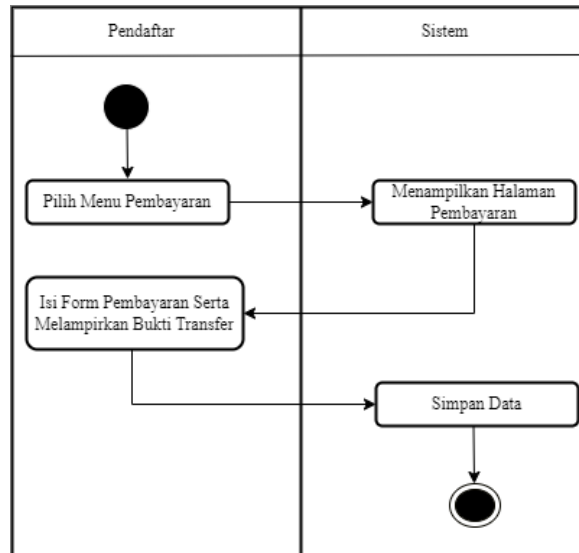 Pendaftar
Sistem
Pilih Menu Pembayaran
Menampilkan Halaman
Pembayaran
Isi Form Pembayaran Serta
Melampirkan Bukti Transfer
Simpan Data